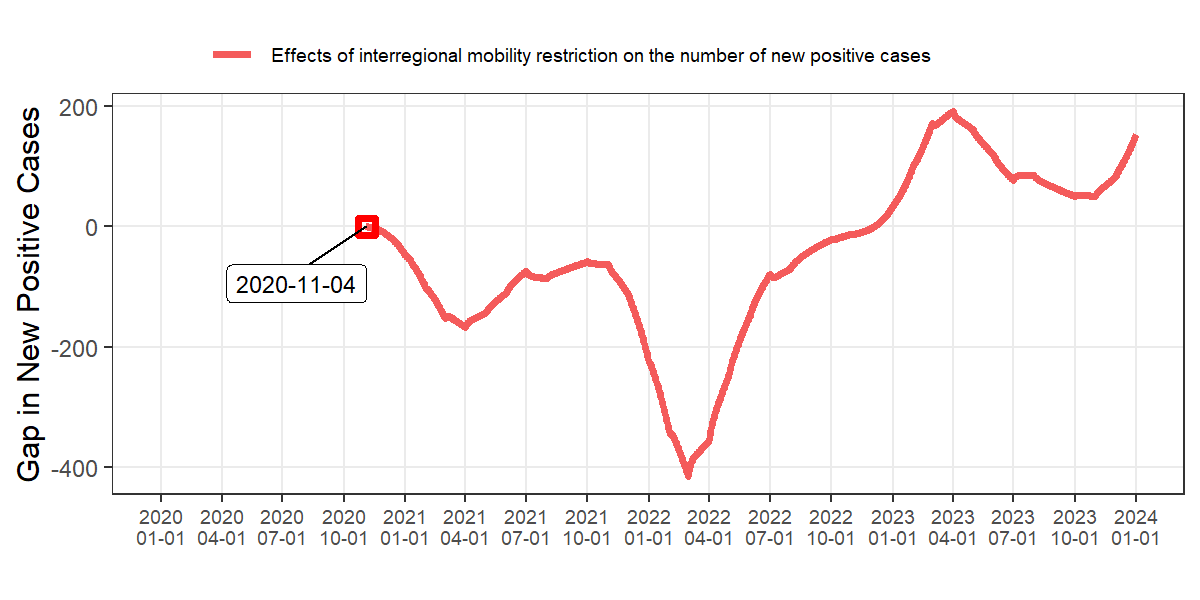 Effects of interregional mobility restriction on the number of new positive cases
Gap in New Positive Cases
200
0
-200
-400
2020-11-04
2020 2020 2020 2020 2021 2021 2021 2021 2022 2022 2022 2022 2023 2023 2023 2023 2024
01-01 04-01 07-01 10-01 01-01 04-01 07-01 10-01 01-01 04-01 07-01 10-01 01-01 04-01 07-01 10-01 01-01